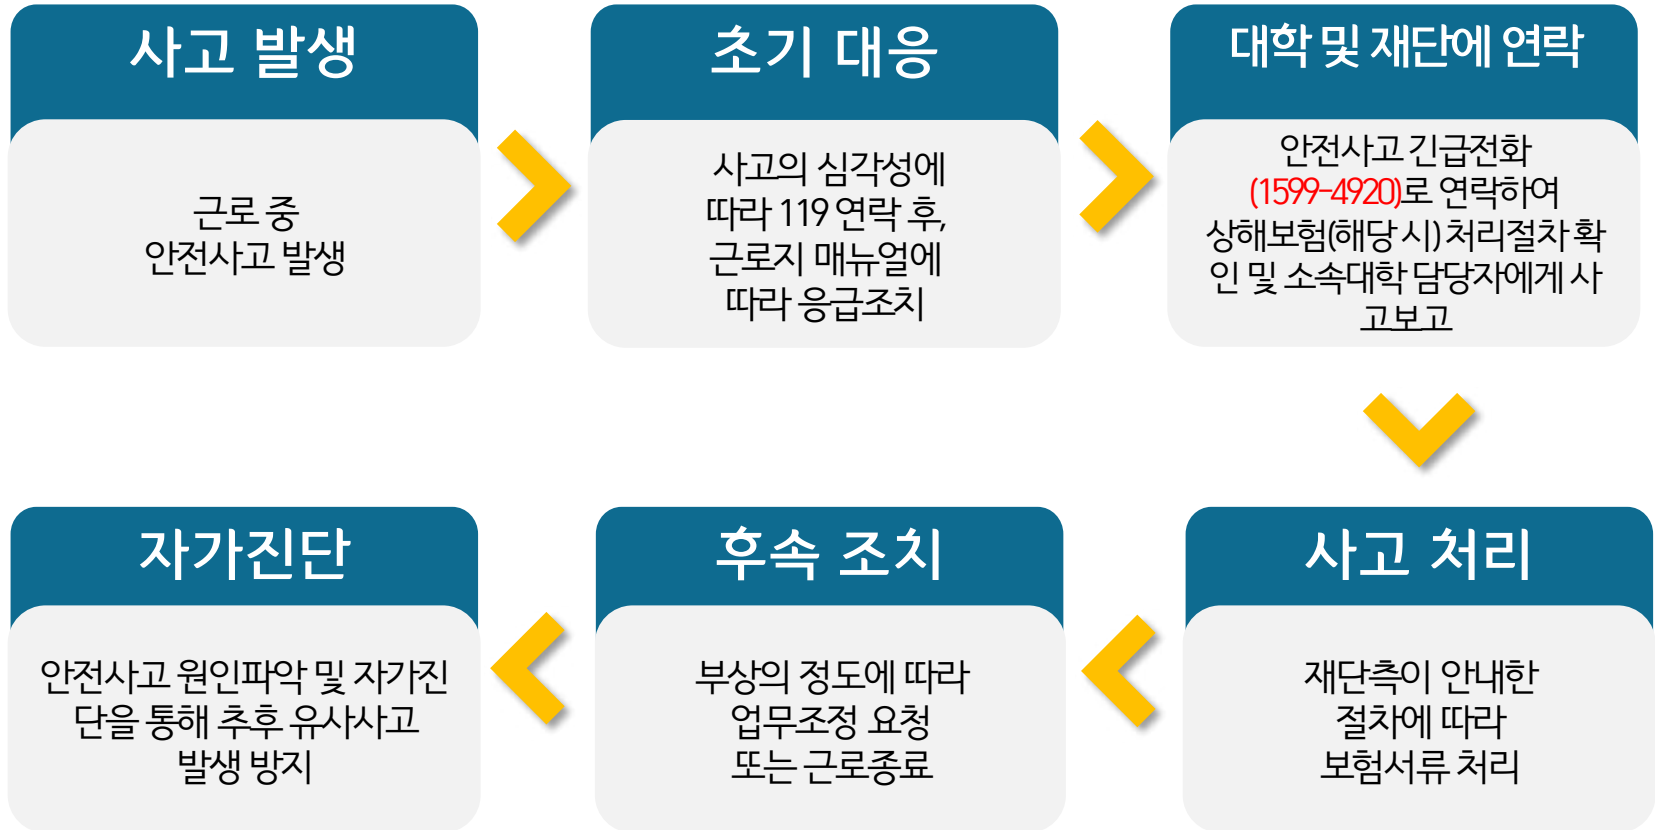 사고 발생
근로 중
안전사고 발생
초기 대응
사고의 심각성에
따라 119 연락 후,
근로지 매뉴얼에
따라 응급조치
대학 및 재단에 연락
안전사고 긴급전화
(1599-4920)로 연락하여
상해보험(해당 시) 처리절차 확
인 및 소속대학 담당자에게 사
고보고
사고 처리
재단측이 안내한
절차에 따라
보험서류 처리
후속 조치
부상의 정도에 따라
업무조정 요청
또는 근로종료
자가진단
안전사고 원인파악 및 자가진
단을 통해 추후 유사사고
발생 방지